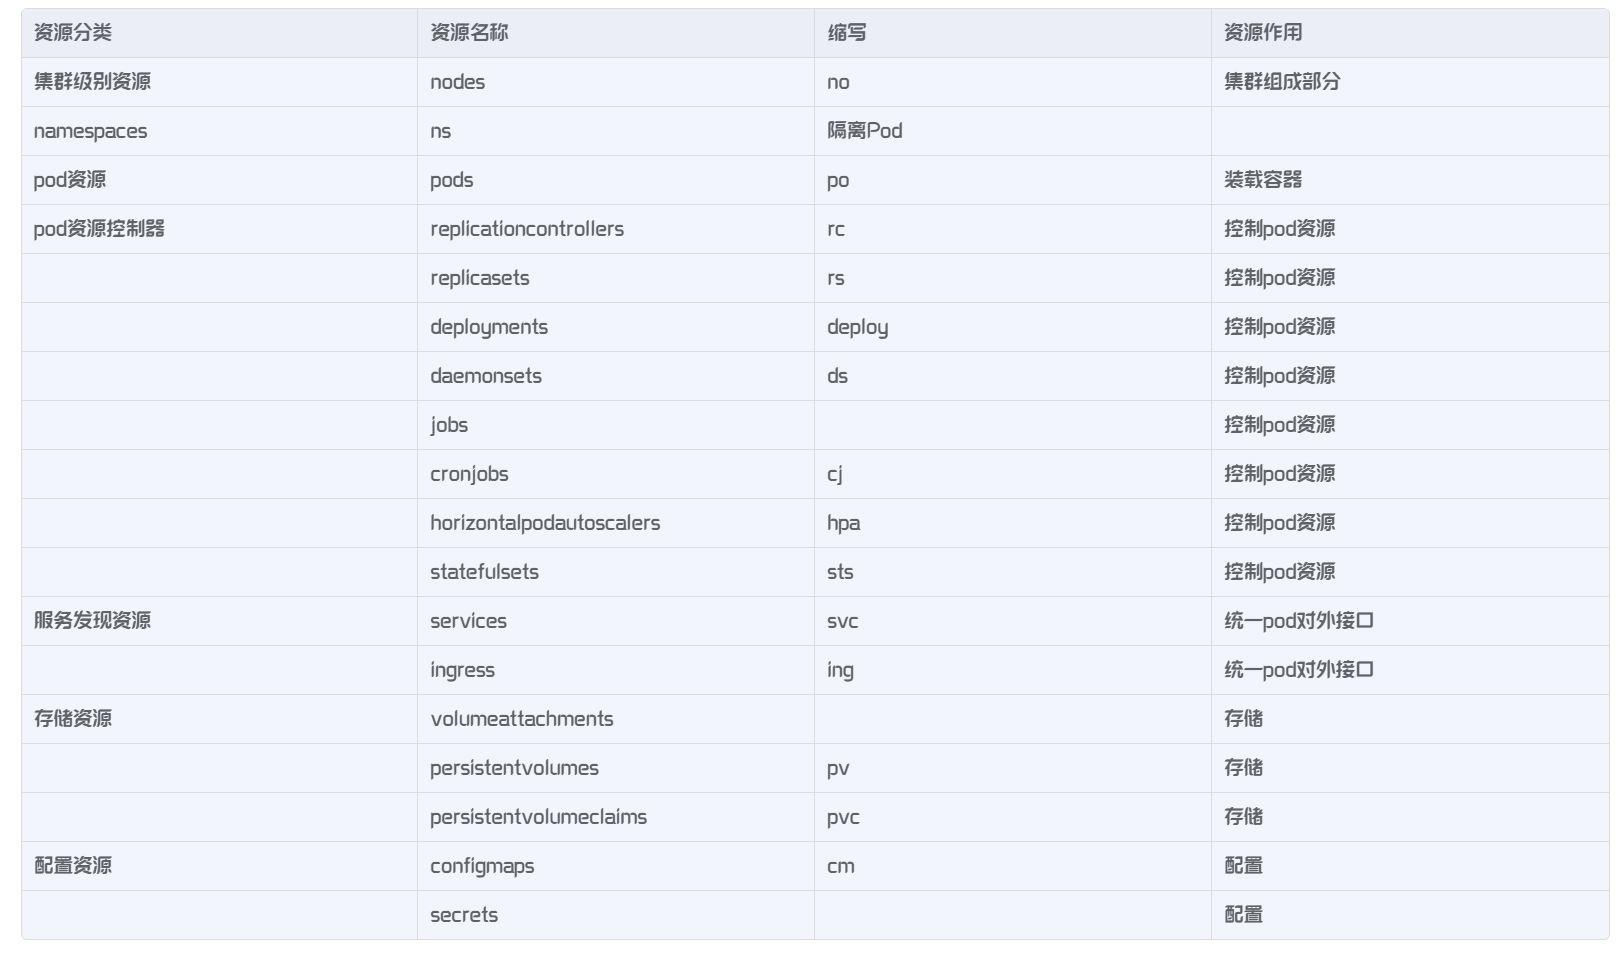 资源分类 资源名称 缩写 资源作用
集群级别资源 nodes no 集群组成部分
namespaces ns 隔离Pod
pod资源 pods po 装载容器
pod资源控制器 replicationcontrollers rc 控制pod资源
replicasets rs 控制pod资源
deployments deploy 控制pod资源
daemonsets ds 控制pod资源
jobs 控制pod资源
cronjobs cj 控制pod资源
horizontalpodautoscalers hpa 控制pod资源
statefulsets sts 控制pod资源
服务发现资源 services svc 统一pod对外接口
ingress ing 统一pod对外接口
存储资源 volumeattachments 存储
persistentvolumes pv 存储
persistentvolumeclaims pvc 存储
配置资源 configmaps cm 配置
secrets 配置